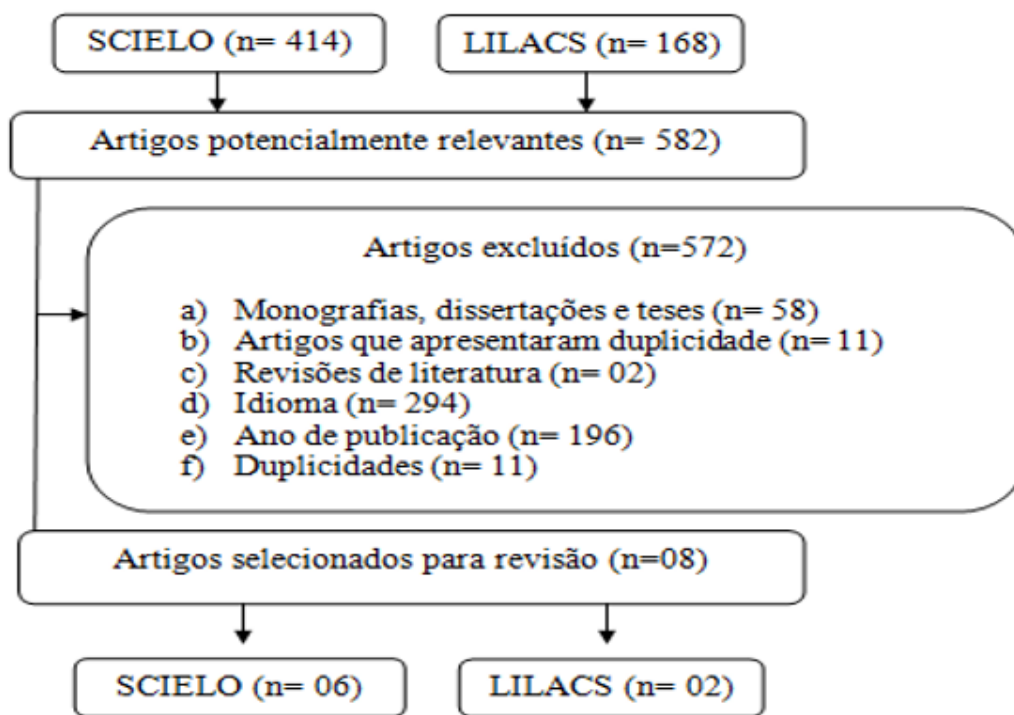 SCIELO (n= 414)
LILACS (n= 168)
Artigos potencialmente relevantes (n= 582)
Artigos excluídos (n=572)
a) Monografias, dissertações e teses (n= 58)
b) Artigos que apresentaram duplicidade (n= 11)
c) Revisões de literatura (n= 02)
d) Idioma (n= 294)
e) Ano de publicação (n= 196)
f) Duplicidades (n= 11)
Artigos selecionados para revisão (n=08)
SCIELO (n= 06)
LILACS (n= 02)